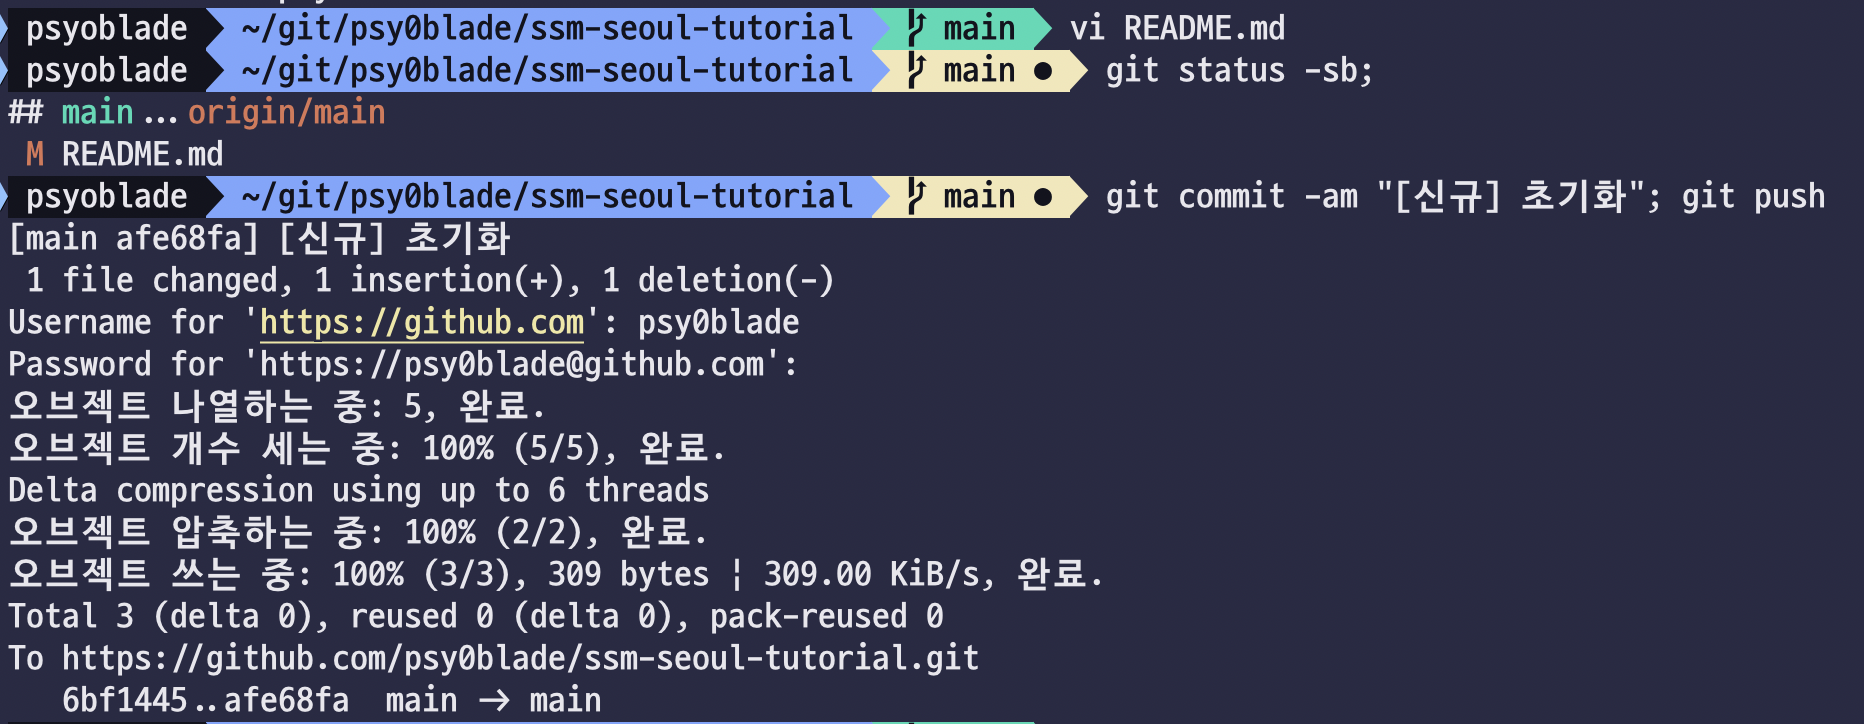 psyoblade ~/git/psy0blade/ssm-seoul-tutorial main vi README.md
psyoblade ~/git/psy0blade/ssm-seoul-tutorial main ● git status -sb;
## main...origin/main
 M README.md
psyoblade ~/git/psy0blade/ssm-seoul-tutorial main ● git commit -am "[신규] 초기화"; git push
[main afe68fa] [신규] 초기화
 1 file changed, 1 insertion(+), 1 deletion(-)
Username for 'https://github.com': psy0blade
Password for 'https://psy0blade@github.com':
오브젝트 나열하는 중: 5, 완료.
오브젝트 개수 세는 중: 100% (5/5), 완료.
Delta compression using up to 6 threads
오브젝트 압축하는 중: 100% (2/2), 완료.
오브젝트 쓰는 중: 100% (3/3), 309 bytes | 309.00 KiB/s, 완료.
Total 3 (delta 0), reused 0 (delta 0), pack-reused 0
To https://github.com/psy0blade/ssm-seoul-tutorial.git
   6bf1445..afe68fa  main -> main